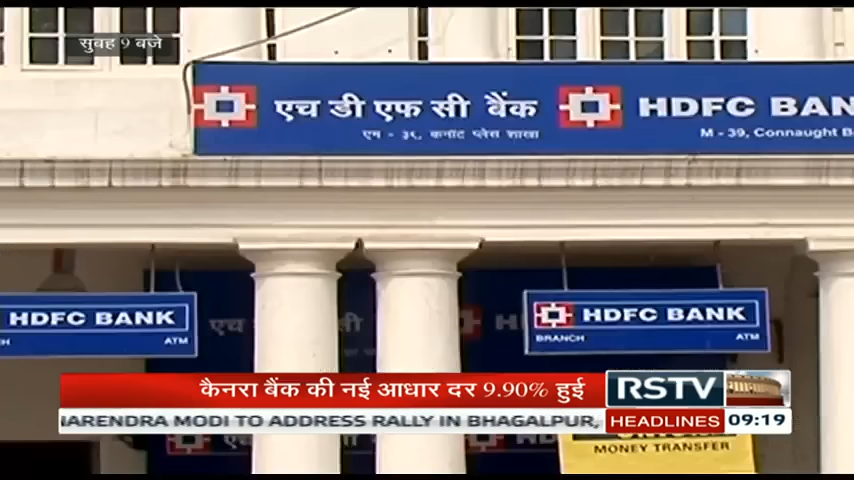 सुबह 9 बजे
एच डी एफ सी बैंक HDFC BANK
एम - ३९, कनॉट प्लेस शाखा M - 39, Connaught
HDFC BANK
ATM
HDFC BANK
BRANCH ATM
कैनरा बैंक की नई आधार दर 9.90% हुई
RSTV
NARENDRA MODI TO ADDRESS RALLY IN BHAGALPUR,
HEADLINES 09:19
MONEY TRANSFER